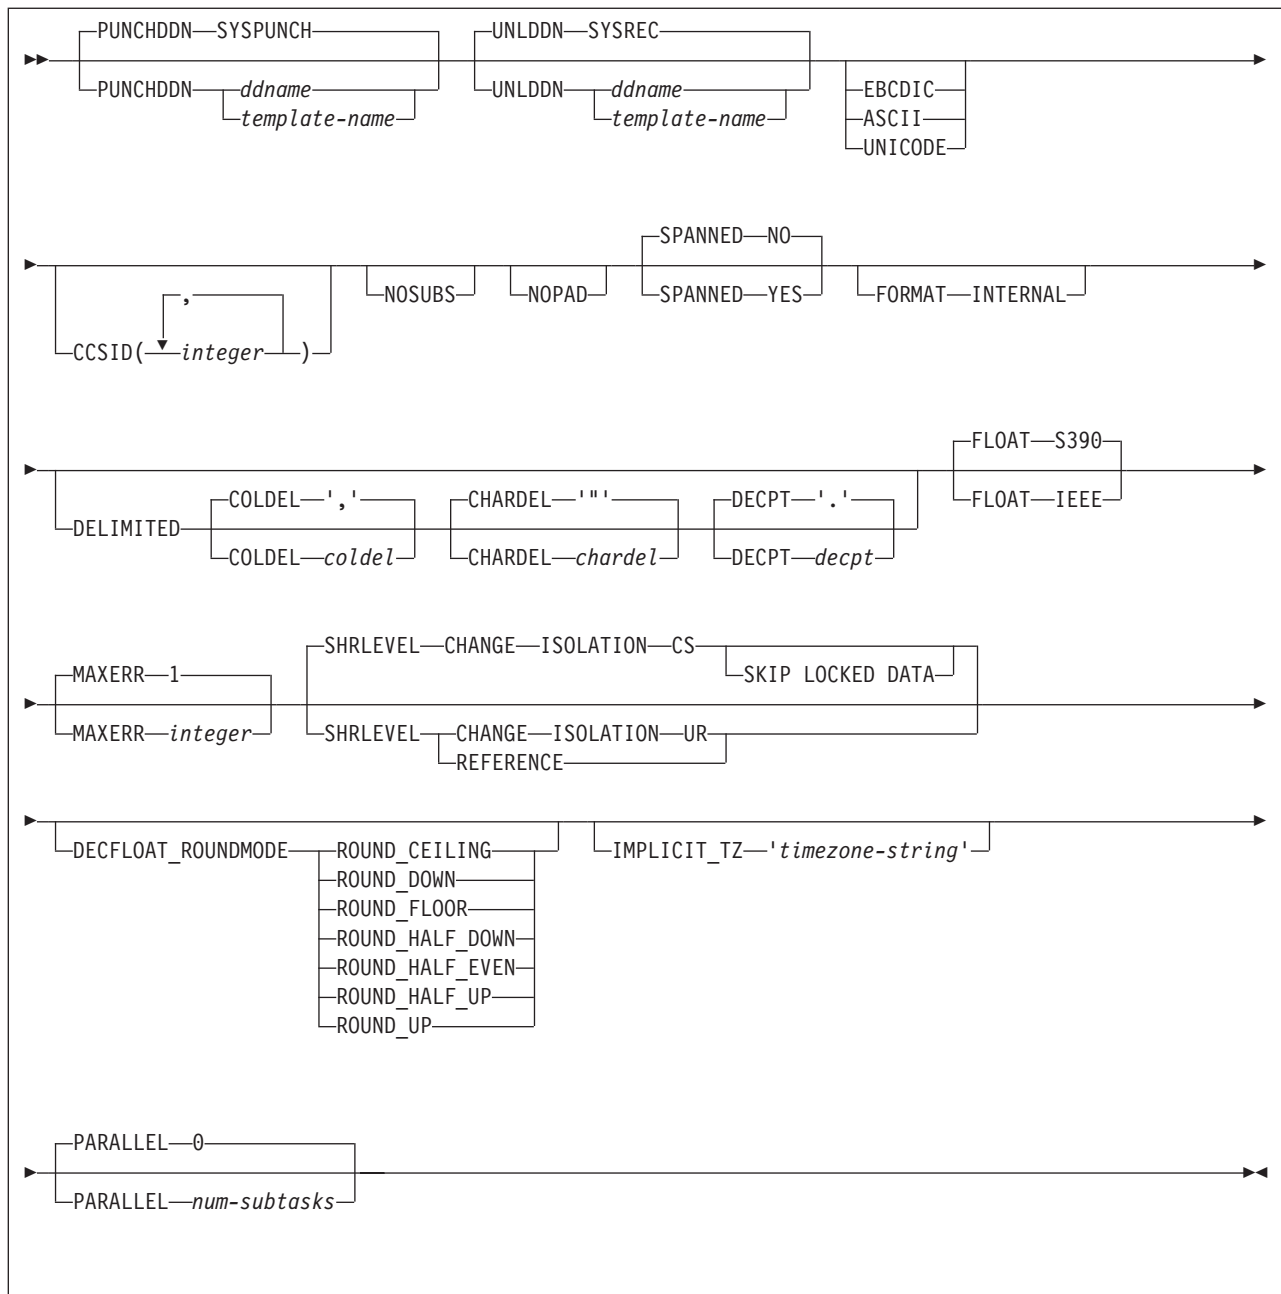 PUNCHDDN SYSPUNCH UNLDDN SYSREC
PUNCHDDN ddname UNLDDN ddname EBCDIC
template-name template-name ASCII
UNICODE
SPANNED NO
, NOSUBS NOPAD SPANNED YES FORMAT INTERNAL
CCSID( integer )
FLOAT S390
COLDEL ',' CHARDEL '"' DECPT '.' FLOAT IEEE
DELIMITED
COLDEL coldel CHARDEL chardel DECPT decpt
SHRLEVEL CHANGE ISOLATION CS
MAXERR 1 SKIP LOCKED DATA
MAXERR integer SHRLEVEL CHANGE ISOLATION UR
REFERENCE
DECFLOAT_ROUNDMODE ROUND_CEILING IMPLICIT_TZ 'timezone-string'
ROUND_DOWN
ROUND_FLOOR
ROUND_HALF_DOWN
ROUND_HALF_EVEN
ROUND_HALF_UP
ROUND_UP
PARALLEL 0
PARALLEL num-subtasks